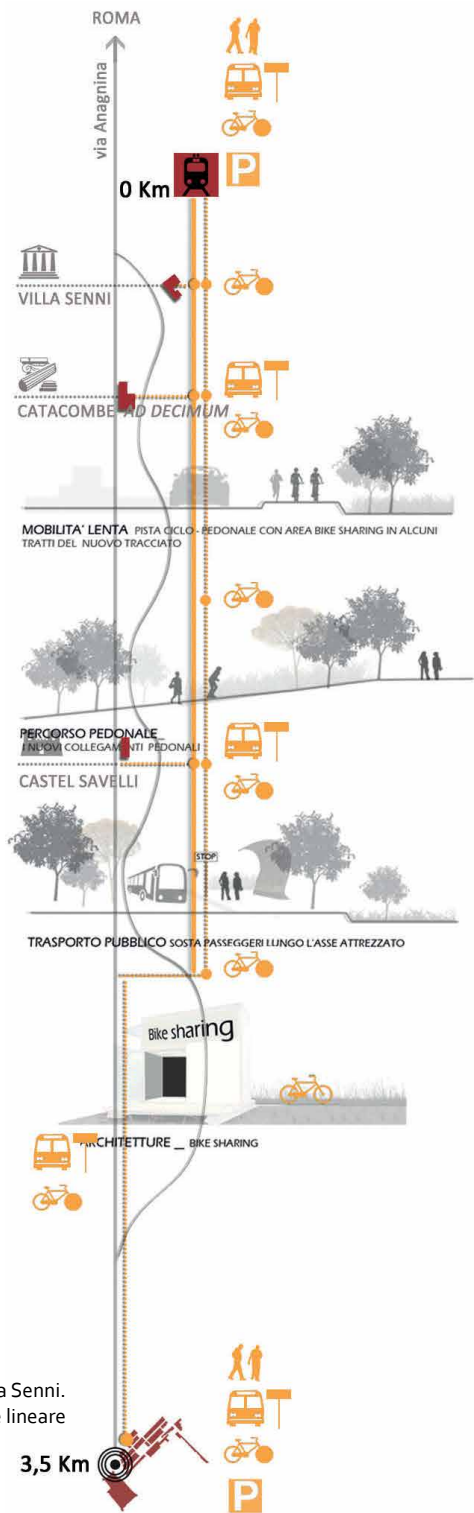 ROMA
via Anagnina
P
0 Km
VILLA SENNI
CATACOMBE AD DECIMUM
MOBILITA' LENTA PISTA CICLO - PEDONALE CON AREA BIKE SHARING IN ALCUNI
TRATTI DEL NUOVO TRACCIATO
PERCORSO PEDONALE_
I NUOVI COLLEGAMENTI PEDONALI
CASTEL SAVELLI
STOP
TRASPORTO PUBBLICO SOSTA PASSEGGERI LUNGO L'ASSE ATTREZZATO
Bike sharing
ARCHITETTURE _ BIKE SHARING
a Senni.
e lineare
3,5 Km
P